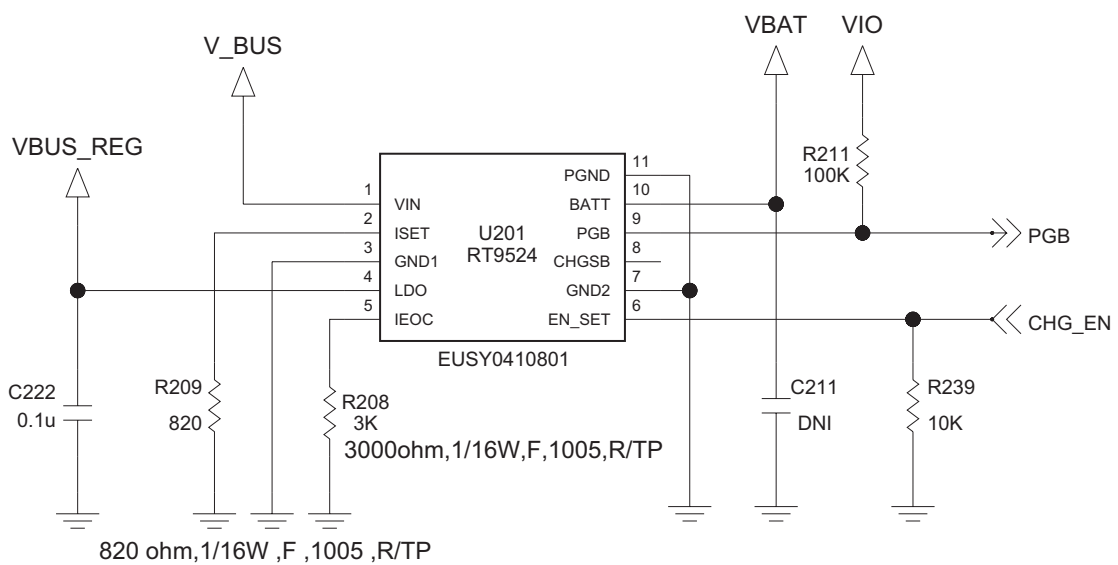 VBAT VIO
V_BUS
VBUS_REG
R211
100K
11
PGND
1
10
VIN
BATT
2
9
ISET
U201
PGB
PGB
3
RT9524
8
GND1
CHGSB
4
7
LDO
GND2
5
6
IEOC
EN_SET
CHG_EN
EUSY0410801
C222
0.1u
R209
820
R208
3K
C211
DNI
R239
10K
3000ohm,1/16W,F,1005,R/TP
820 ohm,1/16W ,F ,1005 ,R/TP